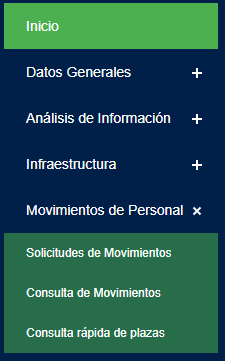 Inicio
Datos Generales +
Análisis de Información +
Infraestructura +
Movimientos de Personal ×
Solicitudes de Movimientos
Consulta de Movimientos
Consulta rápida de plazas